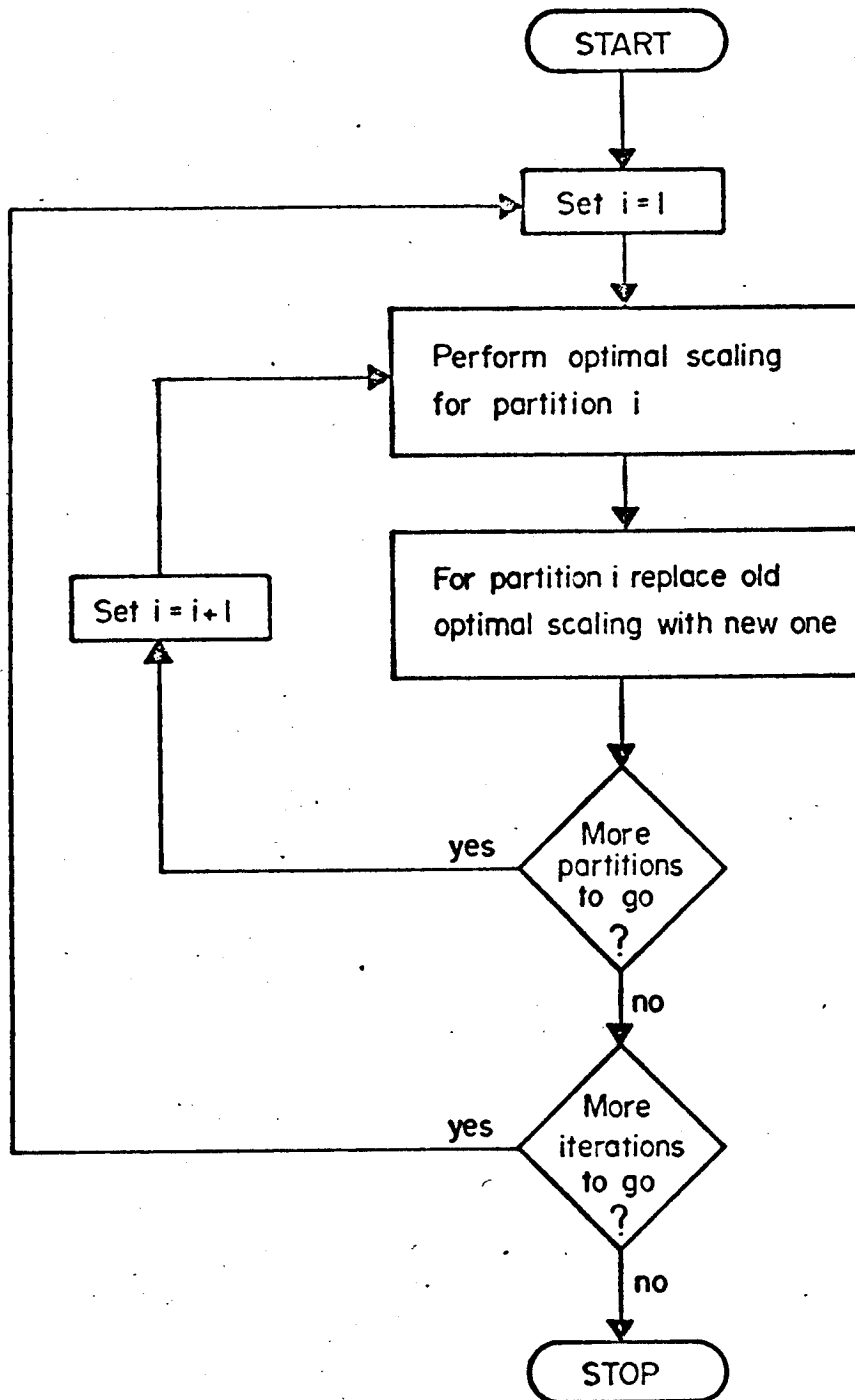 START
Set i = 1
Perform optimal scaling
for partition i
For partition i replace old
optimal scaling with new one
Set i = i + 1
More
partitions
to go
?
yes
no
More
iterations
to go
?
yes
no
STOP